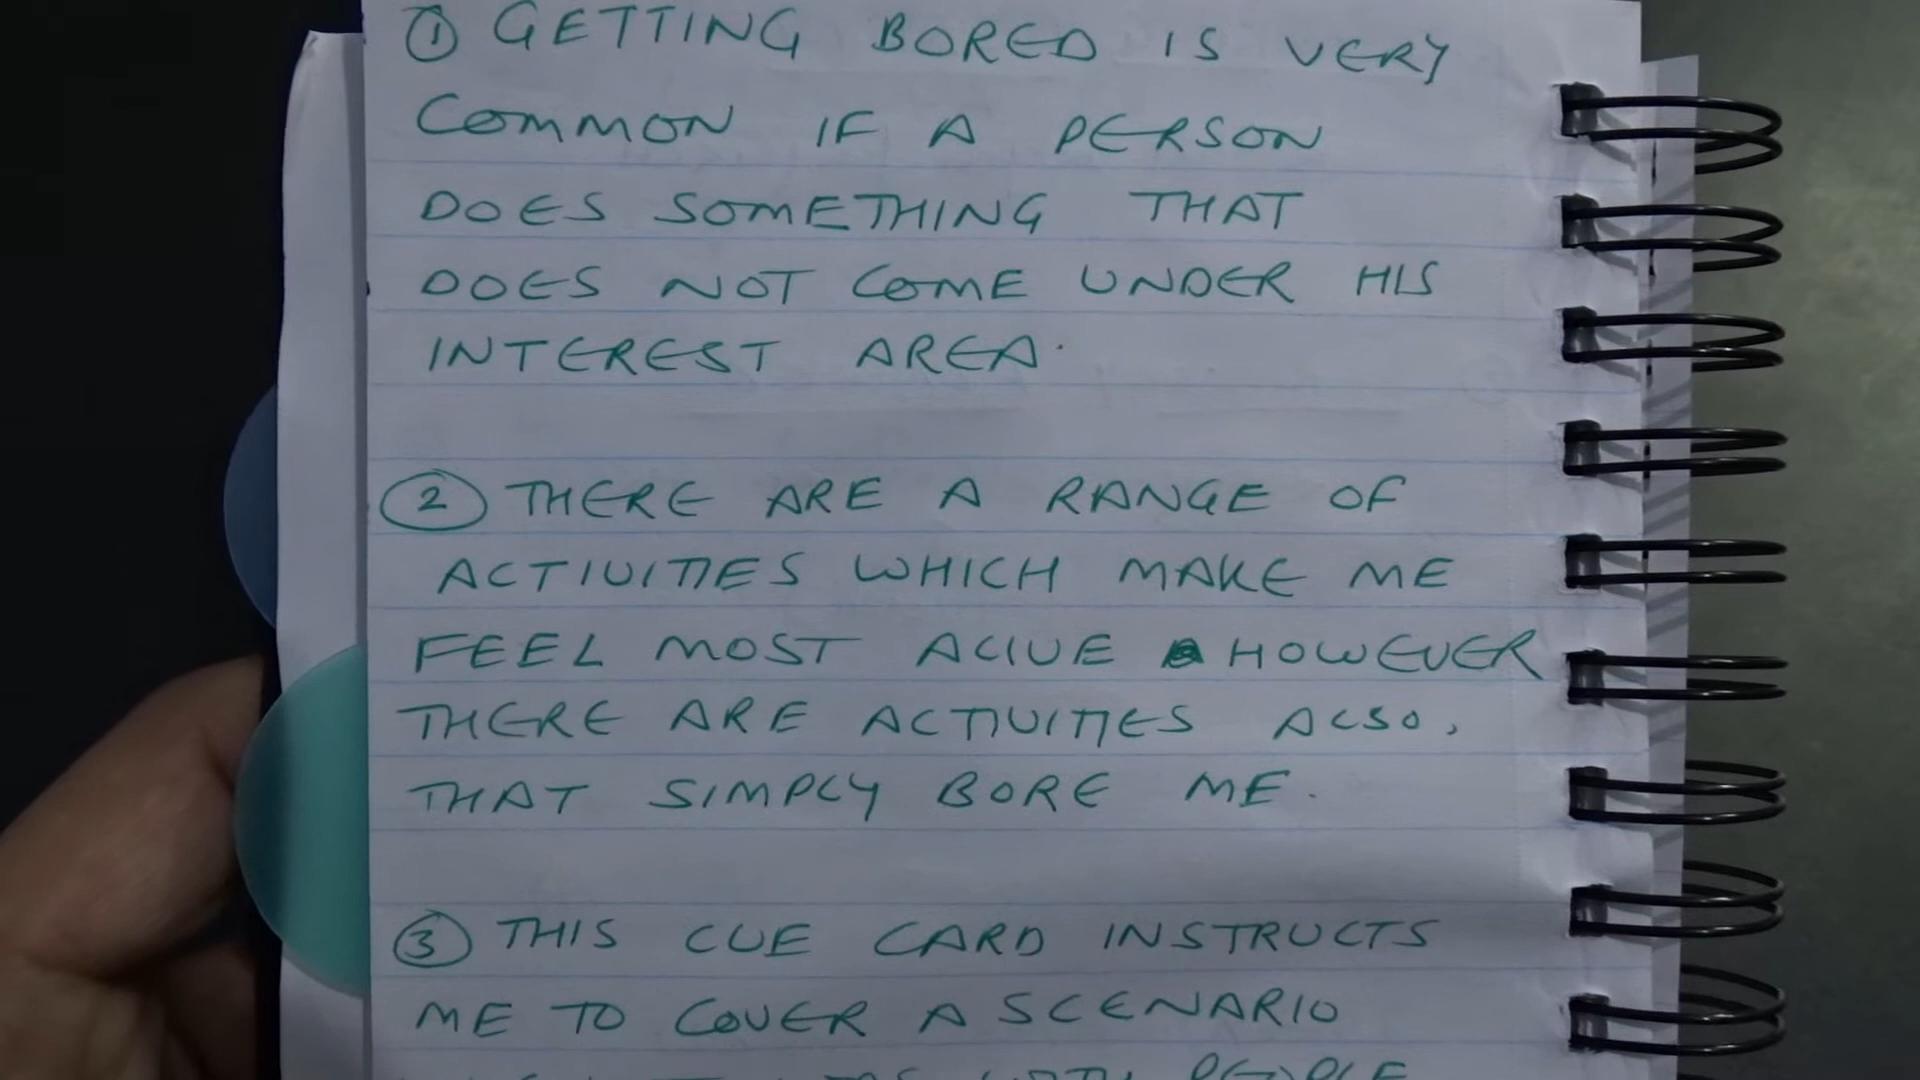 ① GETTING BORED IS VERY
COMMON IF A PERSON
DOES SOMETHING THAT
DOES NOT COME UNDER HIS
INTEREST AREA.
② THERE ARE A RANGE OF
ACTIVITIES WHICH MAKE ME
FEEL MOST ALIVE HOWEVER
THERE ARE ACTIVITIES ALSO,
THAT SIMPLY BORE ME.
③ THIS CUE CARD INSTRUCTS
ME TO COVER A SCENARIO
WITH PEOPLE